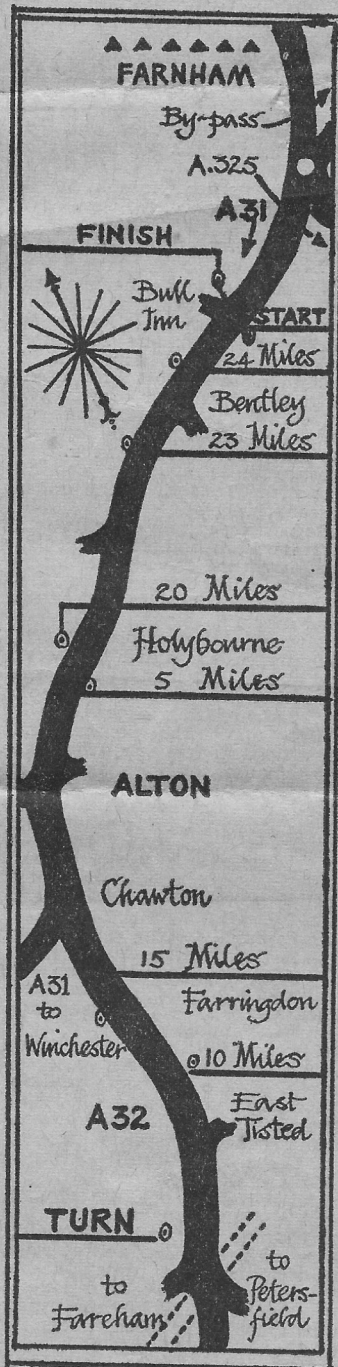 FARNHAM
By-pass
A.325
A31
FINISH
Bull
Inn
START
24 Miles
Bentley
23 Miles
20 Miles
Holybourne
5 Miles
ALTON
Chawton
15 Miles
A31
to
Winchester
Farringdon
10 Miles
A32
East
Tisted
TURN
to
Fareham
to
Peters-
field